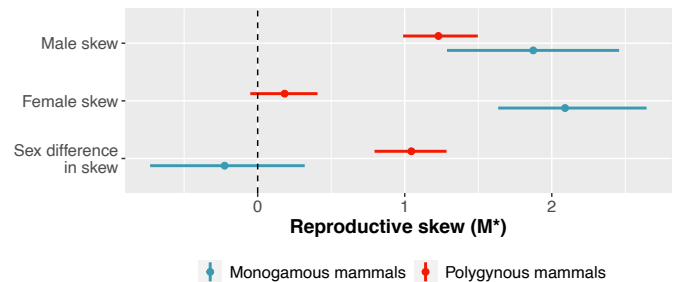 Male skew
Female skew
Sex difference
in skew
0 1 2
Reproductive skew (M*)
Monogamous mammals Polygynous mammals